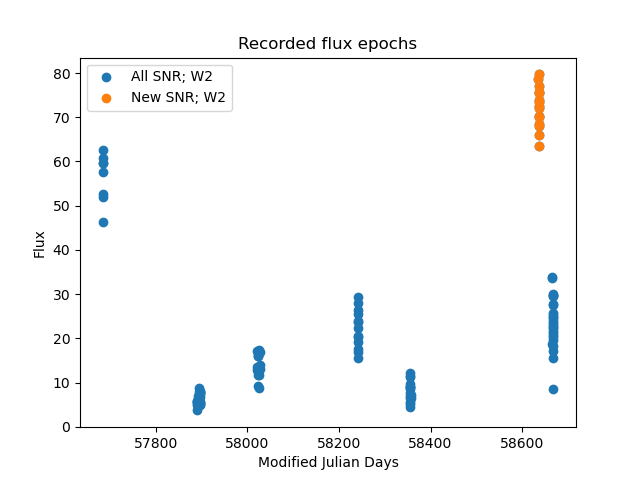 Recorded flux epochs
All SNR; W2
New SNR; W2
80
70
60
50
40
30
20
10
0
Flux
57800 58000 58200 58400 58600
Modified Julian Days